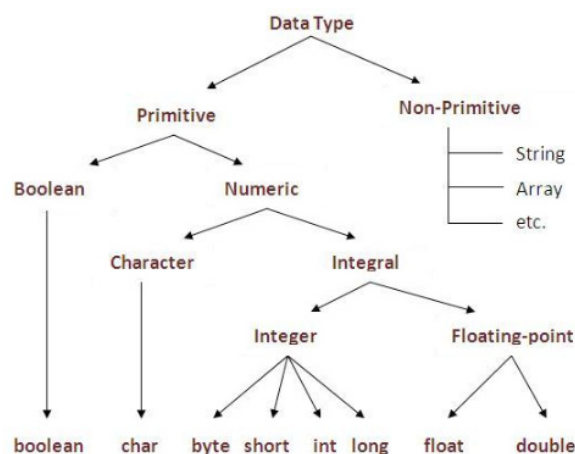 Data Type
Primitive
Non-Primitive
String
Array
etc.
Boolean
Numeric
Character
Integral
Integer
Floating-point
boolean char byte short int long float double